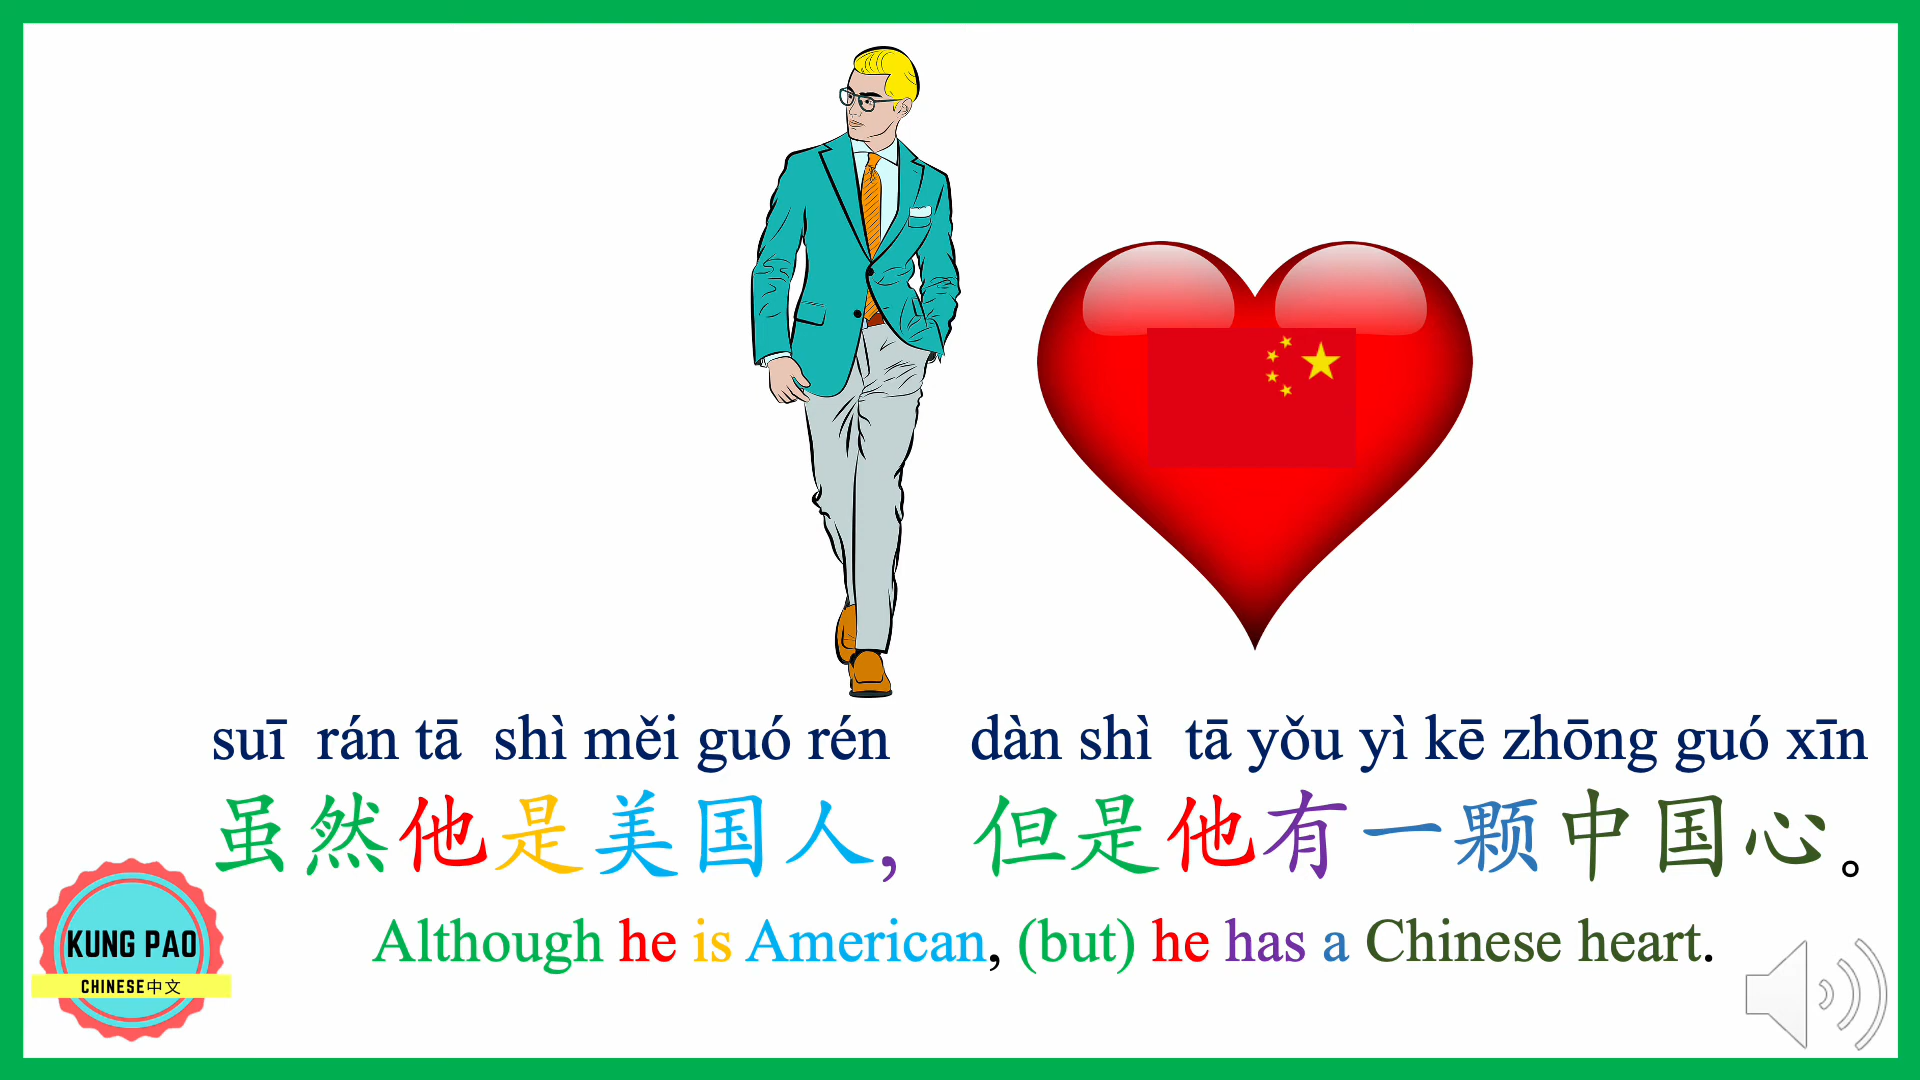 suī rán tā shì měi guó rén dàn shì tā yǒu yì kē zhōng guó xīn
虽然他是美国人，但是他有一颗中国心。
Although he is American, (but) he has a Chinese heart.
KUNG PAO
CHINESE中文